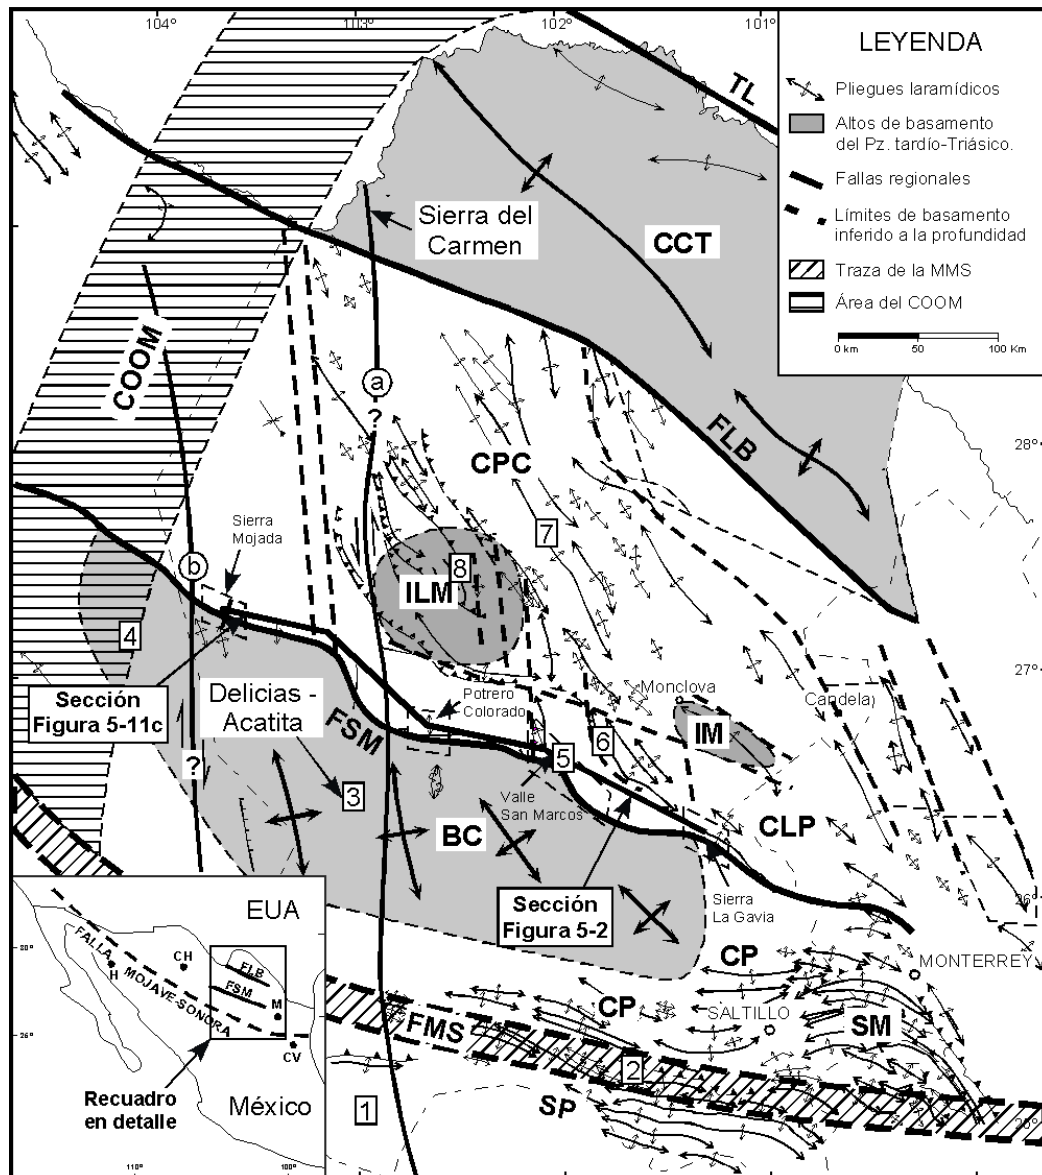 104°
103°
102°
101°
LEYENDA
Pliegues laramídicos
Altos de basamento
del Pz. tardío-Triásico.
Fallas regionales
Límites de basamento
inferido a la profundidad
Traza de la MMS
Área del COOM
0 km
50
100 Km
TL
Sierra del
Carmen
CCT
COOM
a
?
FLB
28°
CPC
7
Sierra
Mojada
b
8
ILM
4
27°
Sección
Figura 5-11c
Delicias -
Acatita
FSM
Potrero
Colorado
Monclova
Candela
IM
6
5
?
3
Valle
San Marcos
BC
CLP
Sección
Figura 5-2
Sierra
La Gavia
26°
CP
MONTERREY
CP
SALTILLO
SM
FMS
2
SP
1
25°
EUA
30°
FALLA
MOJAVE-SONORA
CH
H
FLB
FSM
M
26°
CV
Recuadro
en detalle
México
110°
100°